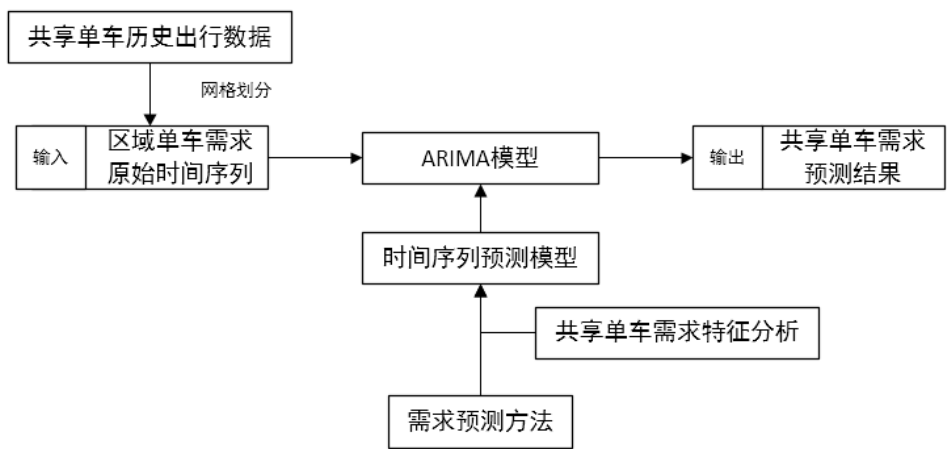 共享单车历史出行数据
网格划分
输入
区域单车需求
原始时间序列
ARIMA模型
输出
共享单车需求
预测结果
时间序列预测模型
共享单车需求特征分析
需求预测方法